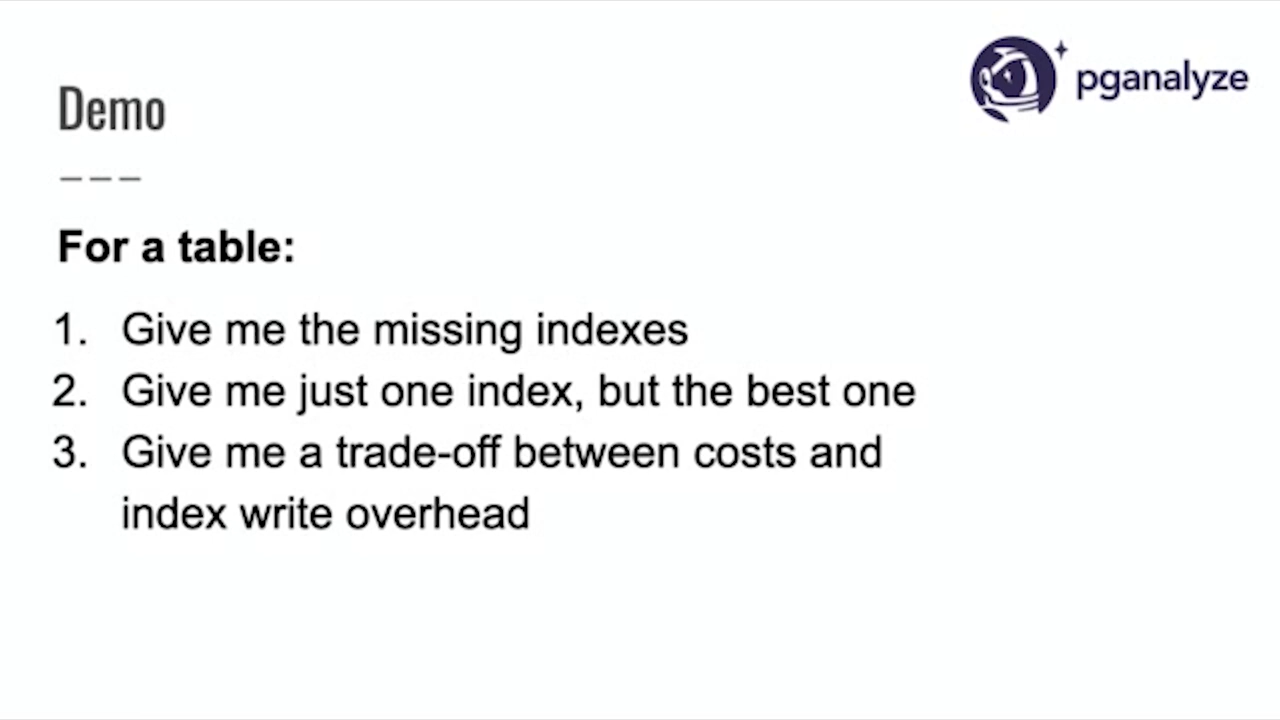 Demo
pganalyze
For a table:
1. Give me the missing indexes
2. Give me just one index, but the best one
3. Give me a trade-off between costs and
index write overhead